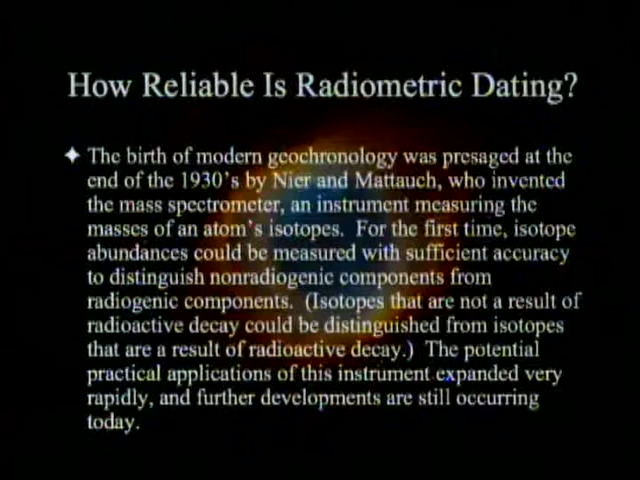 How Reliable Is Radiometric Dating?
The birth of modern geochronology was presaged at the
end of the 1930's by Nier and Mattauch, who invented
the mass spectrometer, an instrument measuring the
masses of an atom's isotopes.  For the first time, isotope
abundances could be measured with sufficient accuracy
to distinguish nonradiogenic components from
radiogenic components.  (Isotopes that are not a result of
radioactive decay could be distinguished from isotopes
that are a result of radioactive decay.)  The potential
practical applications of this instrument expanded very
rapidly, and further developments are still occurring
today.